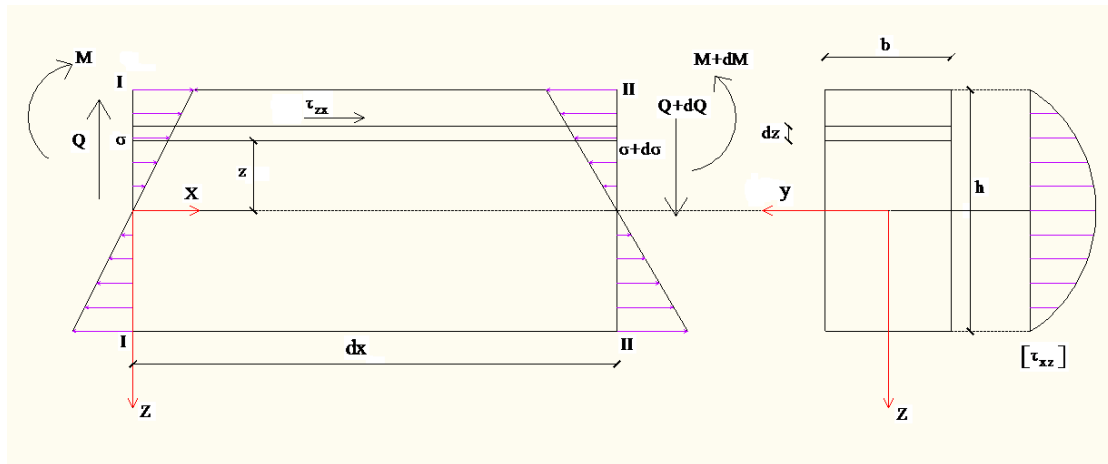 M
I
Q
σ
τzx
z
X
I
Z
dx
II
σ+dσ
Q+dQ
M+dM
II
b
dz
h
y
Z
[τxz]